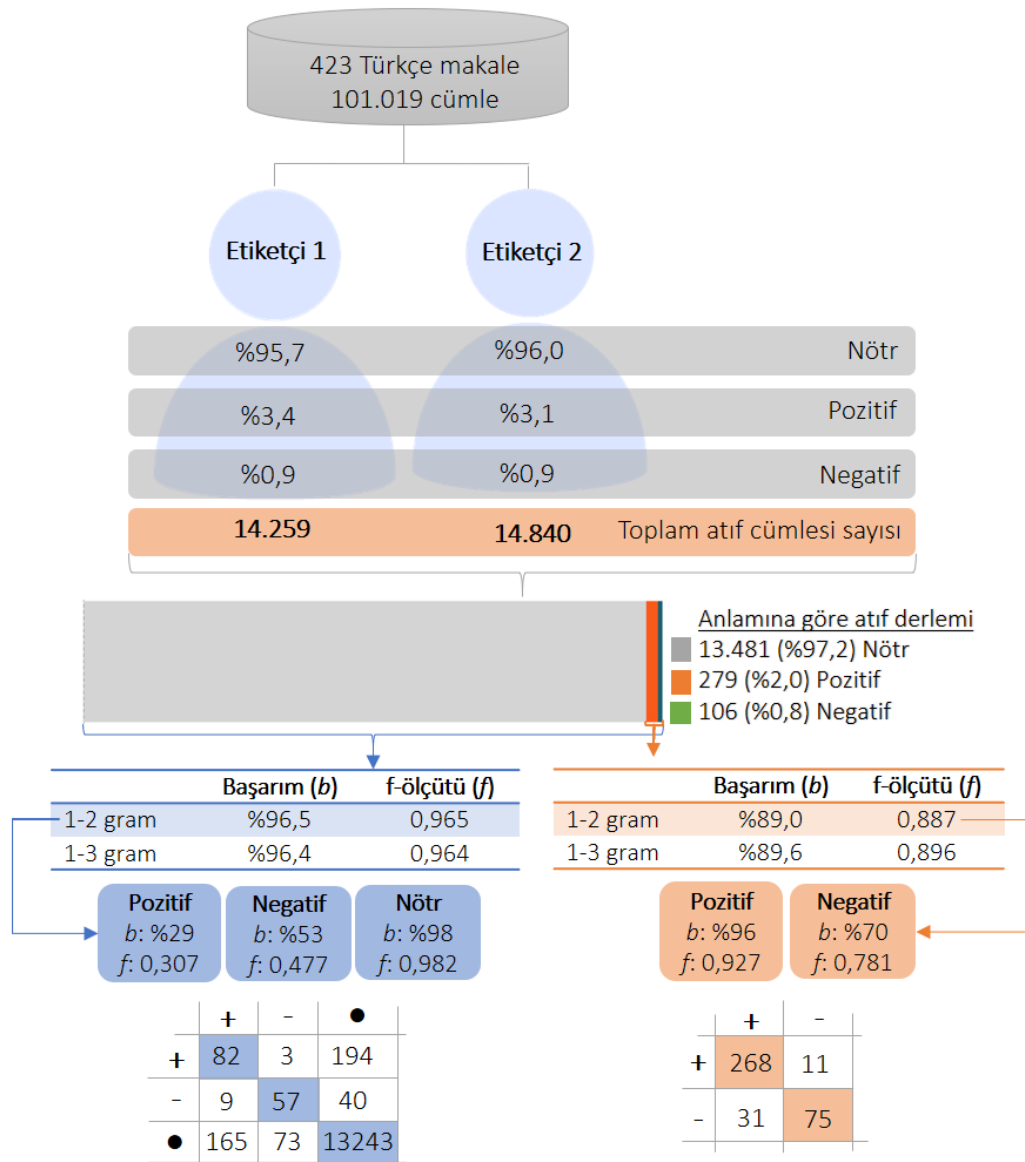 423 Türkçe makale
101.019 cümle
Etiketçi 1
Etiketçi 2
%95,7 %96,0 Nötr
%3,4 %3,1 Pozitif
%0,9 %0,9 Negatif
14.259 14.840 Toplam atıf cümlesi sayısı
Anlamına göre atıf derlemi
13.481 (%97,2) Nötr
279 (%2,0) Pozitif
106 (%0,8) Negatif
Başarım (b) f-ölçütü (f)
1-2 gram %96,5 0,965
1-3 gram %96,4 0,964
Başarım (b) f-ölçütü (f)
1-2 gram %89,0 0,887
1-3 gram %89,6 0,896
Pozitif
b: %29
f: 0,307
Negatif
b: %53
f: 0,477
Nötr
b: %98
f: 0,982
Pozitif
b: %96
f: 0,927
Negatif
b: %70
f: 0,781
+ - ●
+ 82 3 194
- 9 57 40
● 165 73 13243
+ -
+ 268 11
- 31 75